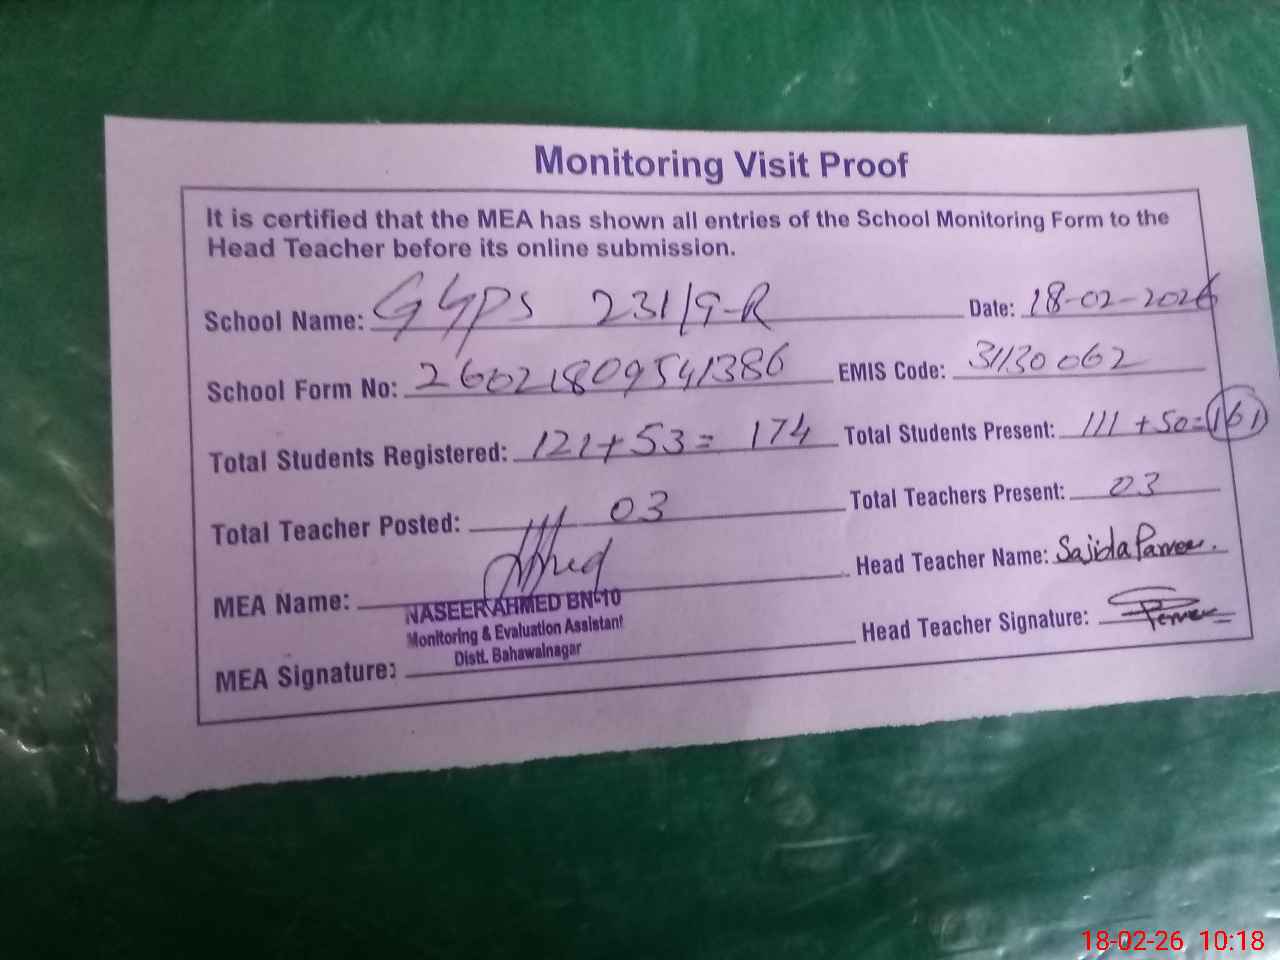 Monitoring Visit Proof
It is certified that the MEA has shown all entries of the School Monitoring Form to the
Head Teacher before its online submission.
School Name: GGPS 231/9-R Date: 18-02-2026
School Form No: 26021809541386 EMIS Code: 31130062
Total Students Registered: 121+53= 174 Total Students Present: 111+50=161
Total Teacher Posted: 03 Total Teachers Present: 03
MEA Name: Head Teacher Name: Sajida Parveen.
NASEER AHMED BN-10
Monitoring & Evaluation Assistant
Distt. Bahawalnagar
MEA Signature: Head Teacher Signature:
18-02-26 10:18